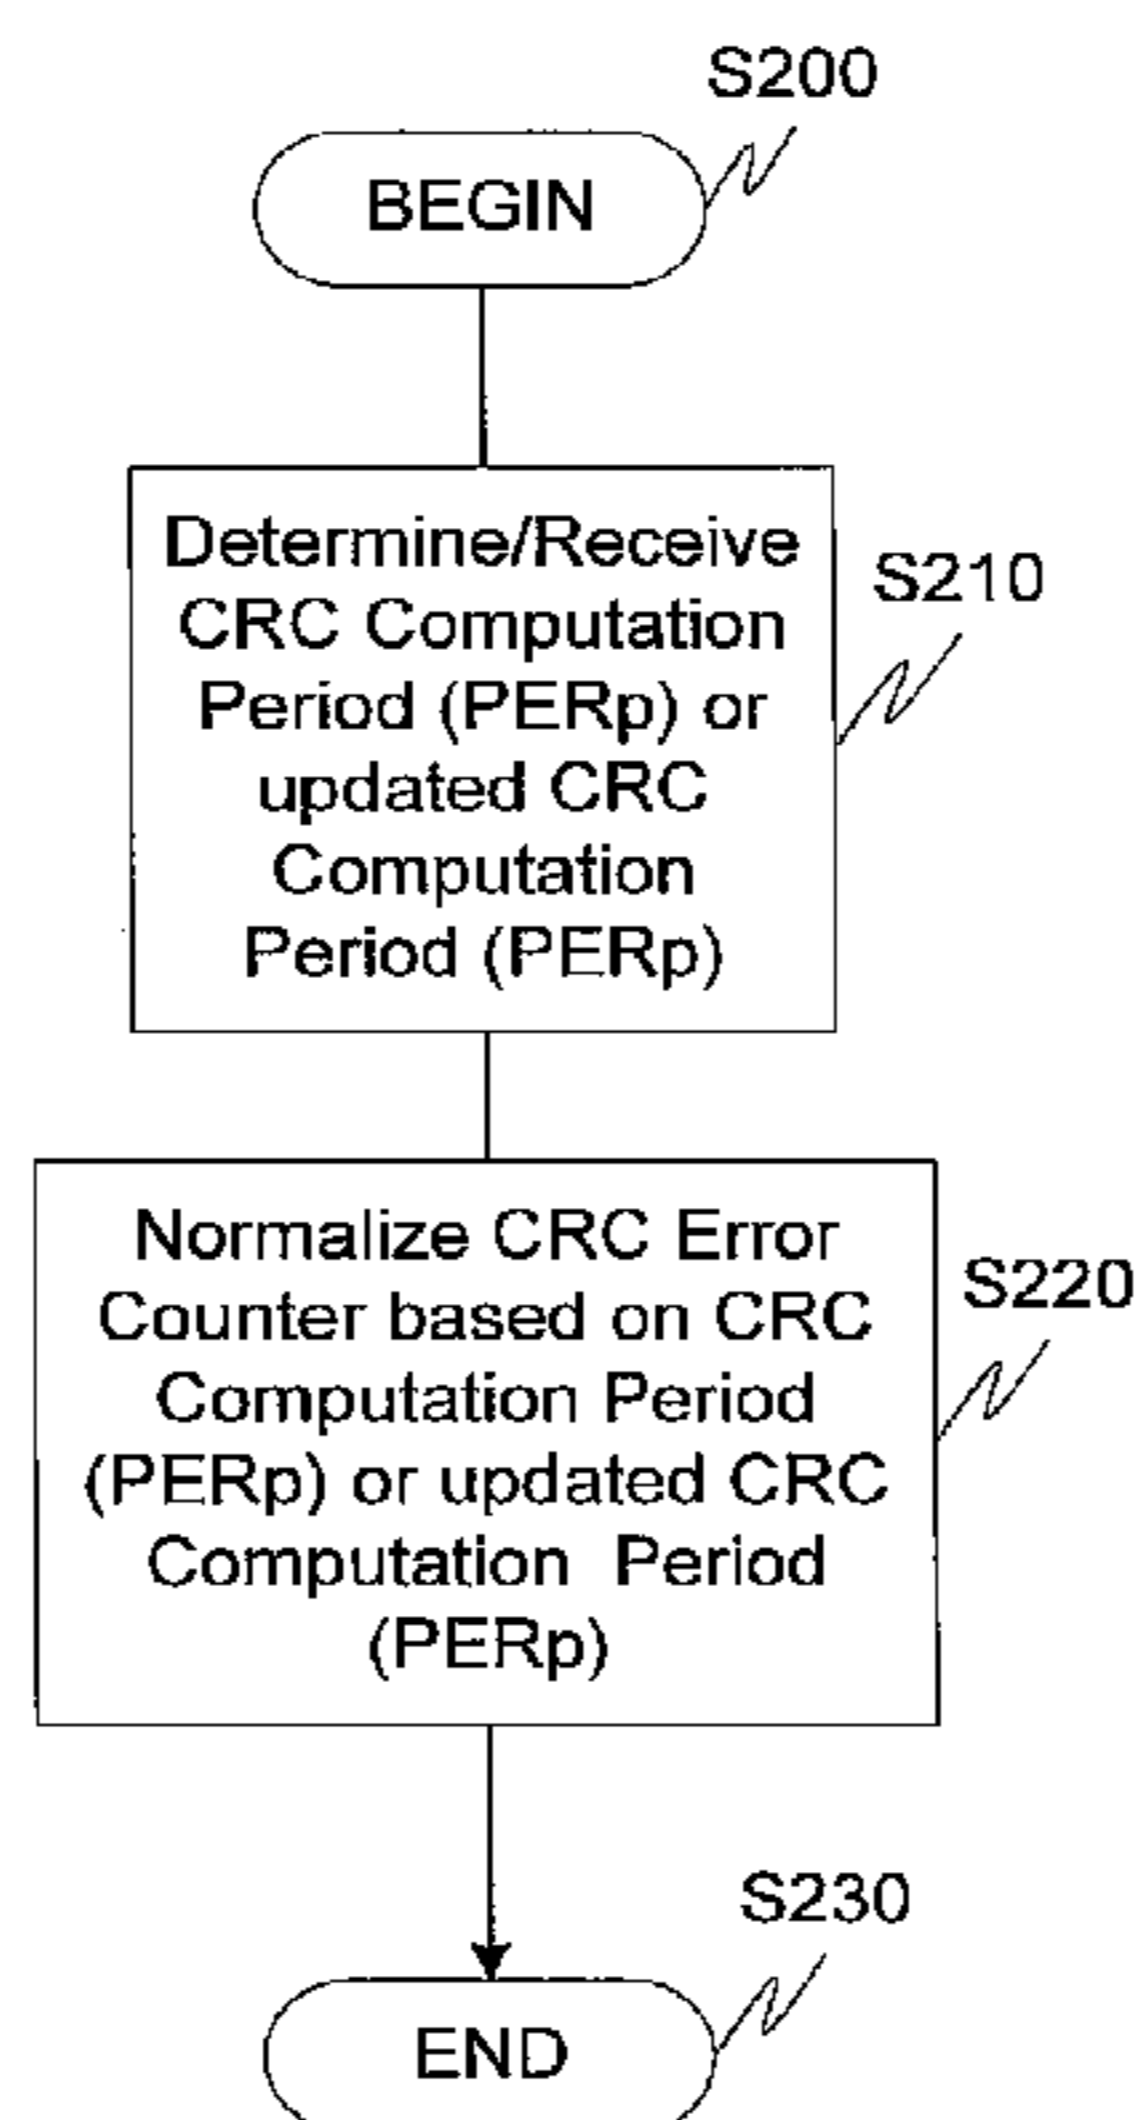 S200
BEGIN
Determine/Receive
CRC Computation
Period (PERp) or
updated CRC
Computation
Period (PERp)
S210
Normalize CRC Error
Counter based on CRC
Computation Period
(PERp) or updated CRC
Computation Period
(PERp)
S220
S230
END